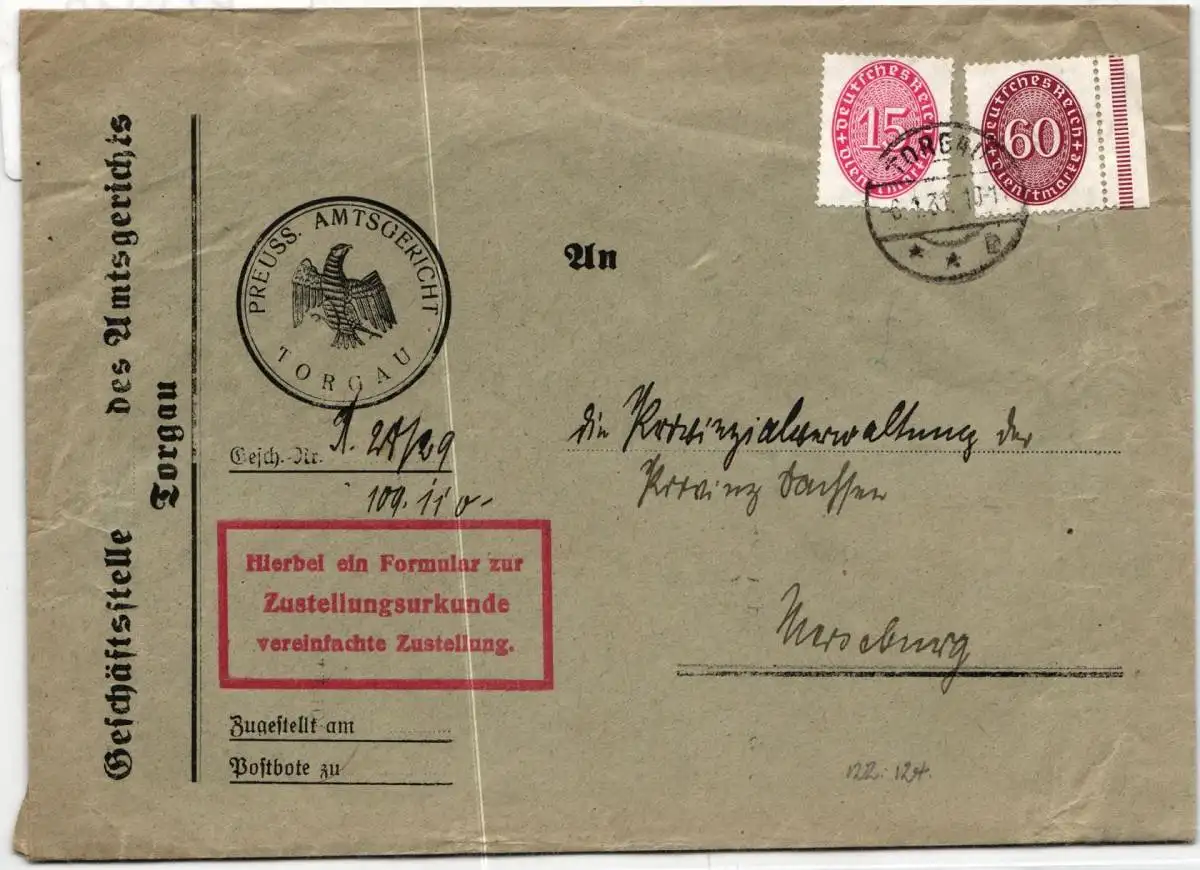 Geschäftsstelle des Amtsgerichts
Torgau
PREUSS. AMTSGERICHT
TORGAU
Gesch.-Nr.
109. 110-
Hierbei ein Formular zur
Zustellungsurkunde
vereinfachte Zustellung.
Zugestellt am
Postbote zu
Deutsches Reich
15
Dienstmarke
Deutsches Reich
60
Dienstmarke
TORGAU
An
die Provinzialverwaltung der
Provinz Sachsen
Merseburg
122. 124.